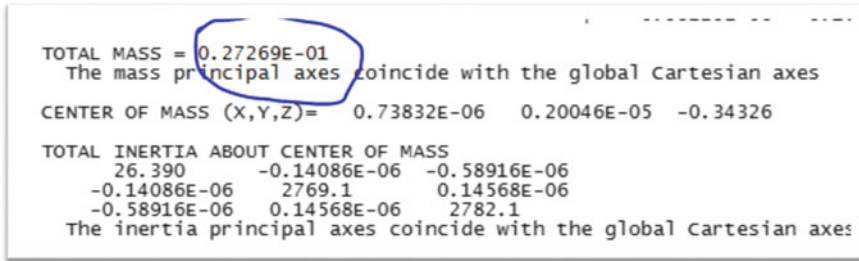 TOTAL MASS = 0.27269E-01
The mass principal axes coincide with the global Cartesian axes
CENTER OF MASS (X,Y,Z)= 0.73832E-06 0.20046E-05 -0.34326
TOTAL INERTIA ABOUT CENTER OF MASS
26.390 -0.14086E-06 -0.58916E-06
-0.14086E-06 2769.1 0.14568E-06
-0.58916E-06 0.14568E-06 2782.1
The inertia principal axes coincide with the global Cartesian axes